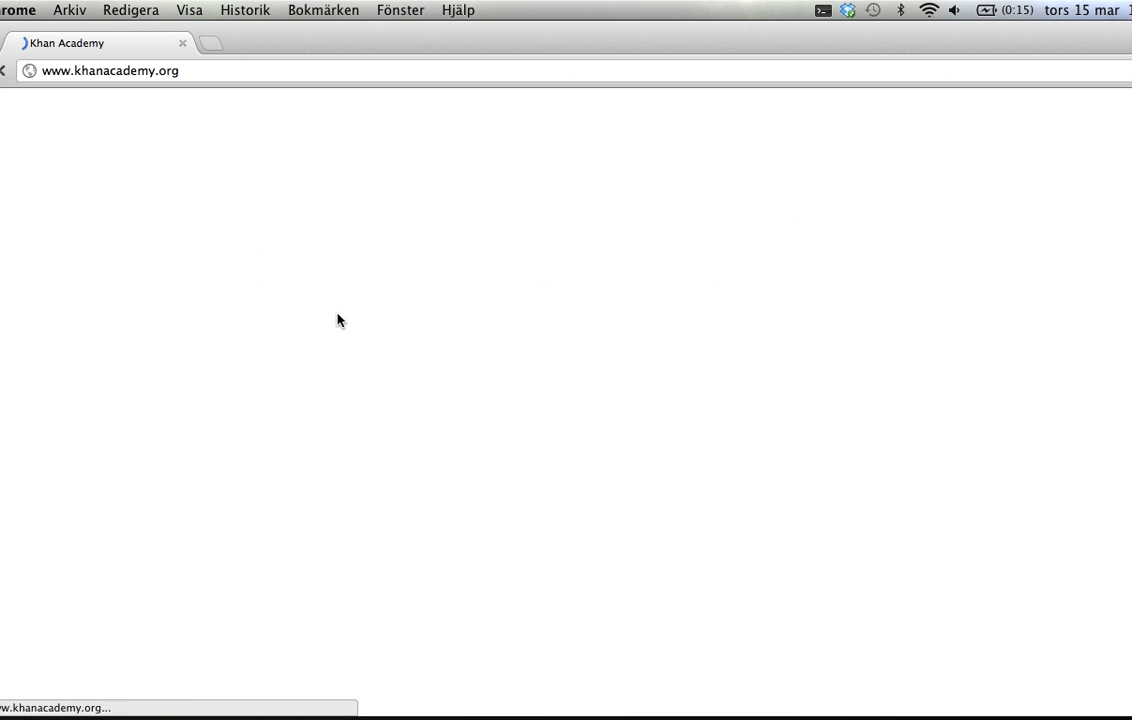 rome Arkiv Redigera Visa Historik Bokmärken Fönster Hjälp (0:15) tors 15 mar 1
Khan Academy
www.khanacademy.org
w.khanacademy.org...